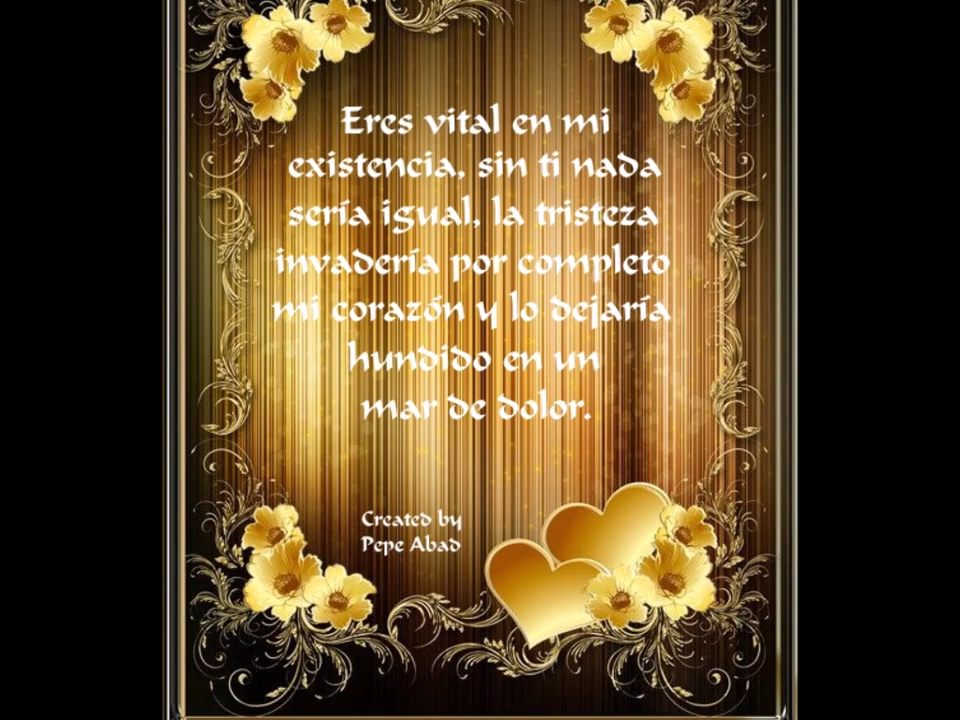 Eres vital en mi
existencia, sin ti nada
sería igual, la tristeza
invadería por completo
mi corazón y lo dejaría
hundido en un
mar de dolor.
Created by
Pepe Abad